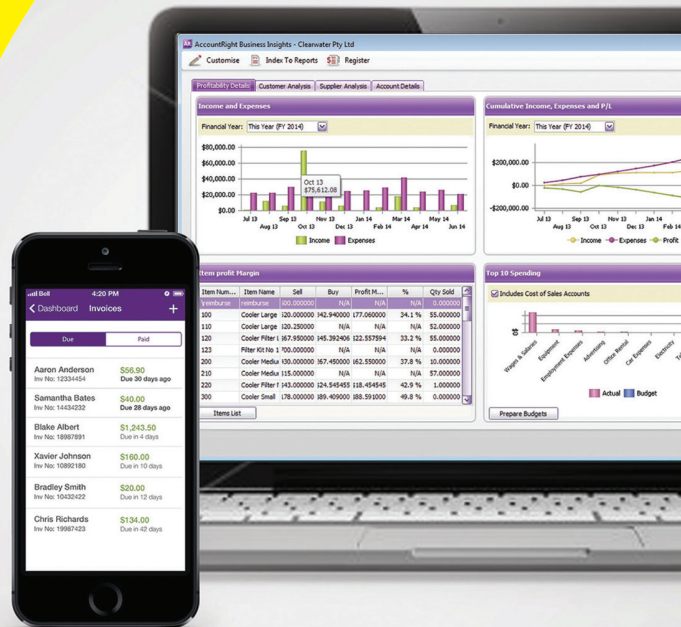 AccountRight Business Insights - Clearwater Pty Ltd
Customise Index To Reports Register
Profitability Details Customer Analysis Supplier Analysis Account Details
Income and Expenses
Financial Year: This Year (FY 2014)
$80,000.00
$60,000.00
$40,000.00
$20,000.00
$0.00
Oct 13
$75,612.08
Jul 13 Sep 13 Nov 13 Jan 14 Mar 14 May 14
Aug 13 Oct 13 Dec 13 Feb 14 Apr 14 Jun 14
Income Expenses
Cumulative Income, Expenses and P/L
Financial Year: This Year (FY 2014)
$200,000.00
$0.00
-$200,000.00
Jul 13 Sep 13 Nov 13 Jan 14
Aug 13 Oct 13 Dec 13 Feb 14
Income Expenses Profit
Item profit Margin
Item Num... Item Name Sell Buy Profit M... % Qty Sold
/reimburse reimburse N/A N/A 0.000000
100 Cooler Large 34.1 % 55.000000
110 Cooler Large N/A N/A 52.000000
120 Cooler Filter L 33.2 % 55.000000
123 Filter Kit No 1 N/A N/A 0.000000
200 Cooler Mediu 37.8 % 10.000000
210 Cooler Mediu N/A N/A 57.000000
220 Cooler Filter 42.9 % 1.000000
300 Cooler Small 49.8 % 0.000000
Items List
Top 10 Spending
Includes Cost of Sales Accounts
$0
Wages & Salaries Equipment Employment Expenses Advertising Office Rental Car Expenses Electricity
Actual Budget
Prepare Budgets
Bell 4:20 PM
Dashboard Invoices +
Due Paid
Aaron Anderson $56.90
Inv No: 12334454 Due 30 days ago
Samantha Bates $40.00
Inv No: 14434232 Due 28 days ago
Blake Albert $1,243.50
Inv No: 18987891 Due in 4 days
Xavier Johnson $160.00
Inv No: 10892180 Due in 10 days
Bradley Smith $20.00
Inv No: 10432422 Due in 12 days
Chris Richards $134.00
Inv No: 19987423 Due in 42 days